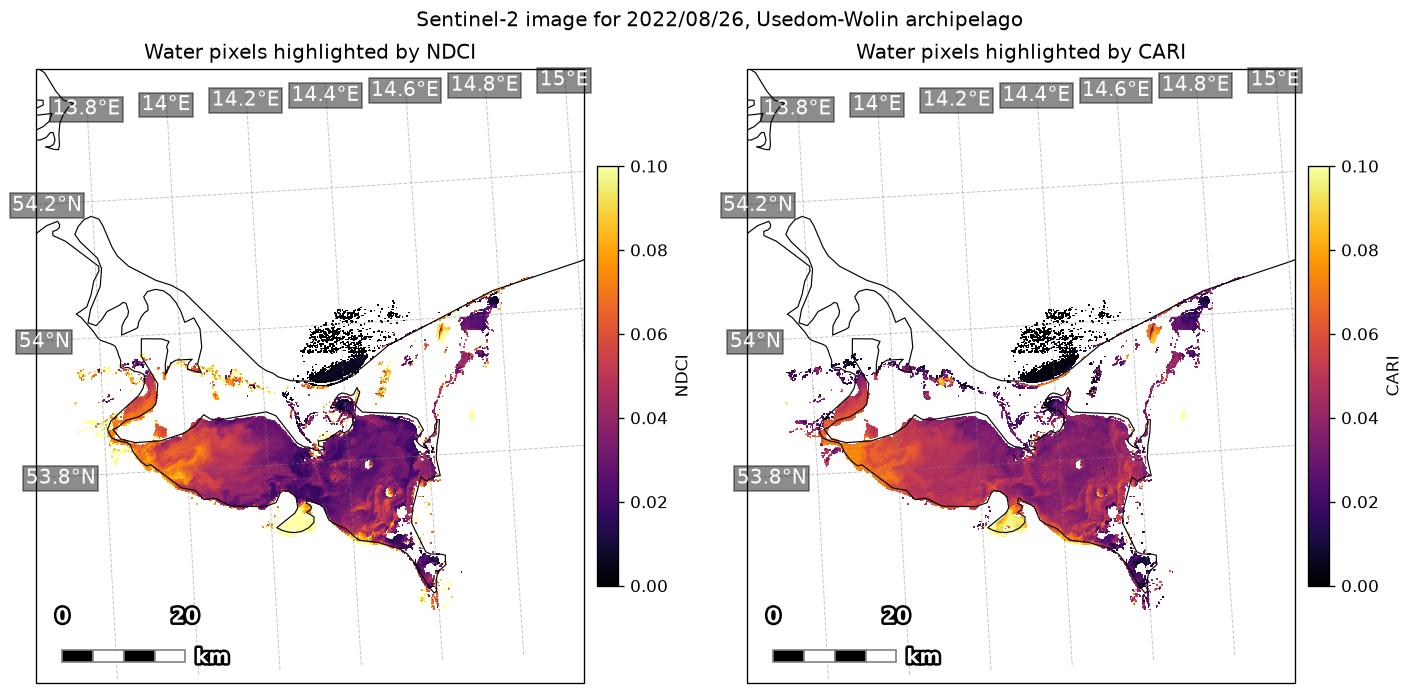 Sentinel-2 image for 2022/08/26, Usedom-Wolin archipelago
Water pixels highlighted by NDCI
13.8°E 14°E 14.2°E 14.4°E 14.6°E 14.8°E 15°E
54.2°N
54°N
53.8°N
0 20
km
0.10
0.08
0.06
0.04
0.02
0.00
NDCI
Water pixels highlighted by CARI
13.8°E 14°E 14.2°E 14.4°E 14.6°E 14.8°E 15°E
54.2°N
54°N
53.8°N
0 20
km
0.10
0.08
0.06
0.04
0.02
0.00
CARI